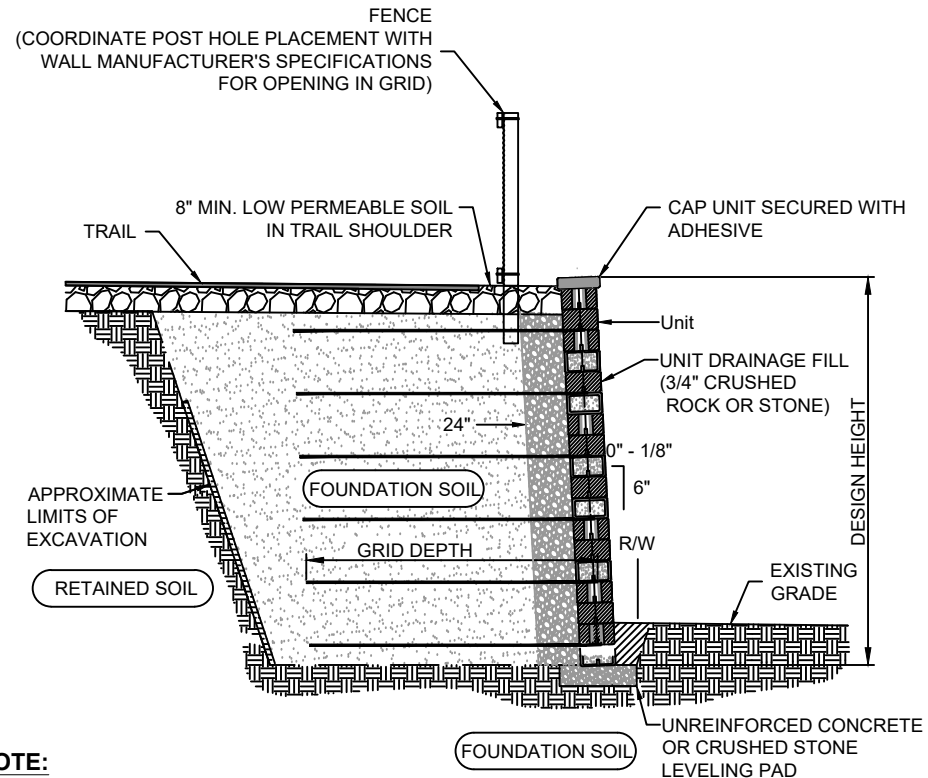 FENCE
(COORDINATE POST HOLE PLACEMENT WITH
WALL MANUFACTURER'S SPECIFICATIONS
FOR OPENING IN GRID)
8" MIN. LOW PERMEABLE SOIL
IN TRAIL SHOULDER
CAP UNIT SECURED WITH
ADHESIVE
TRAIL
Unit
UNIT DRAINAGE FILL
(3/4" CRUSHED
ROCK OR STONE)
24"
0" - 1/8"
6"
FOUNDATION SOIL
APPROXIMATE
LIMITS OF
EXCAVATION
GRID DEPTH
R/W
DESIGN HEIGHT
RETAINED SOIL
EXISTING
GRADE
UNREINFORCED CONCRETE
OR CRUSHED STONE
LEVELING PAD
FOUNDATION SOIL
OTE: